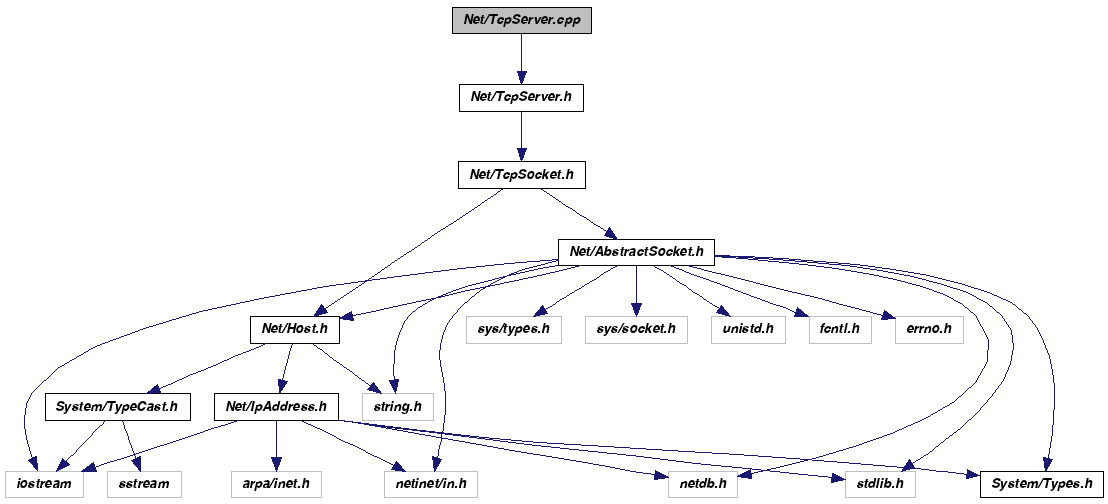 Net/TcpServer.cpp
Net/TcpServer.h
Net/TcpSocket.h
Net/AbstractSocket.h
Net/Host.h
sys/types.h
sys/socket.h
unistd.h
fcntl.h
errno.h
System/TypeCast.h
Net/IpAddress.h
string.h
iostream
sstream
arpa/inet.h
netinet/in.h
netdb.h
stdlib.h
System/Types.h